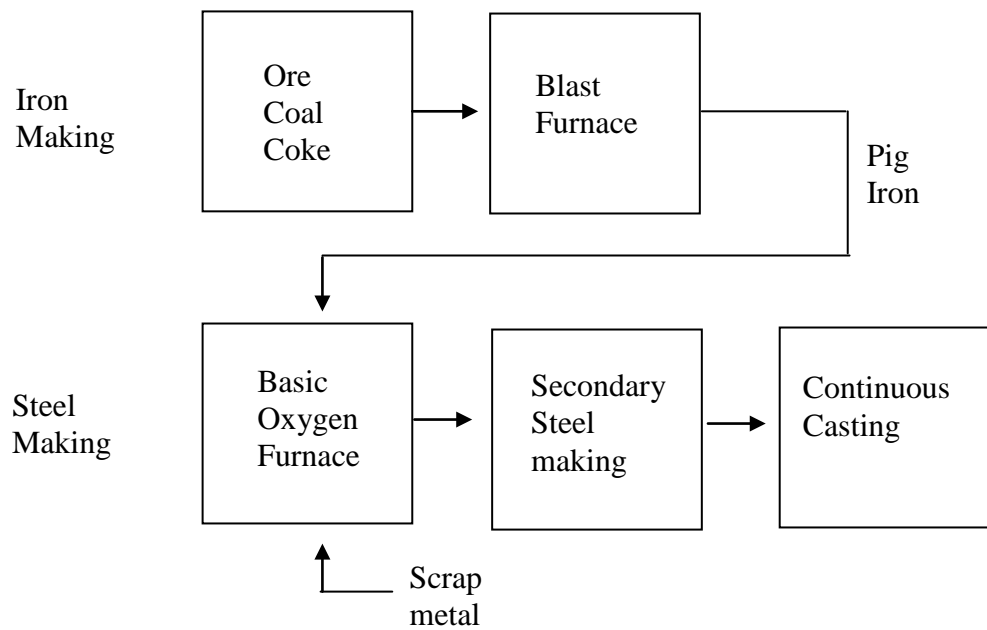 Iron
Making
Ore
Coal
Coke
Blast
Furnace
Pig
Iron
Steel
Making
Basic
Oxygen
Furnace
Secondary
Steel
making
Continuous
Casting
Scrap
metal